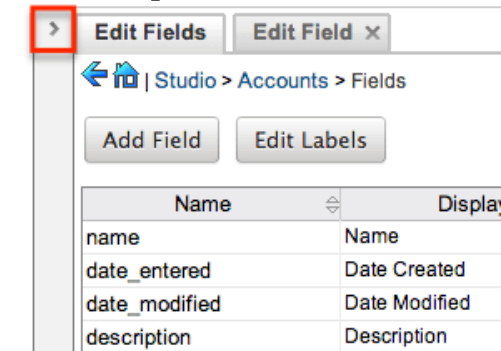 > Edit Fields Edit Field ×
| Studio > Accounts > Fields
Add Field Edit Labels
Name Display
name Name
date_entered Date Created
date_modified Date Modified
description Description